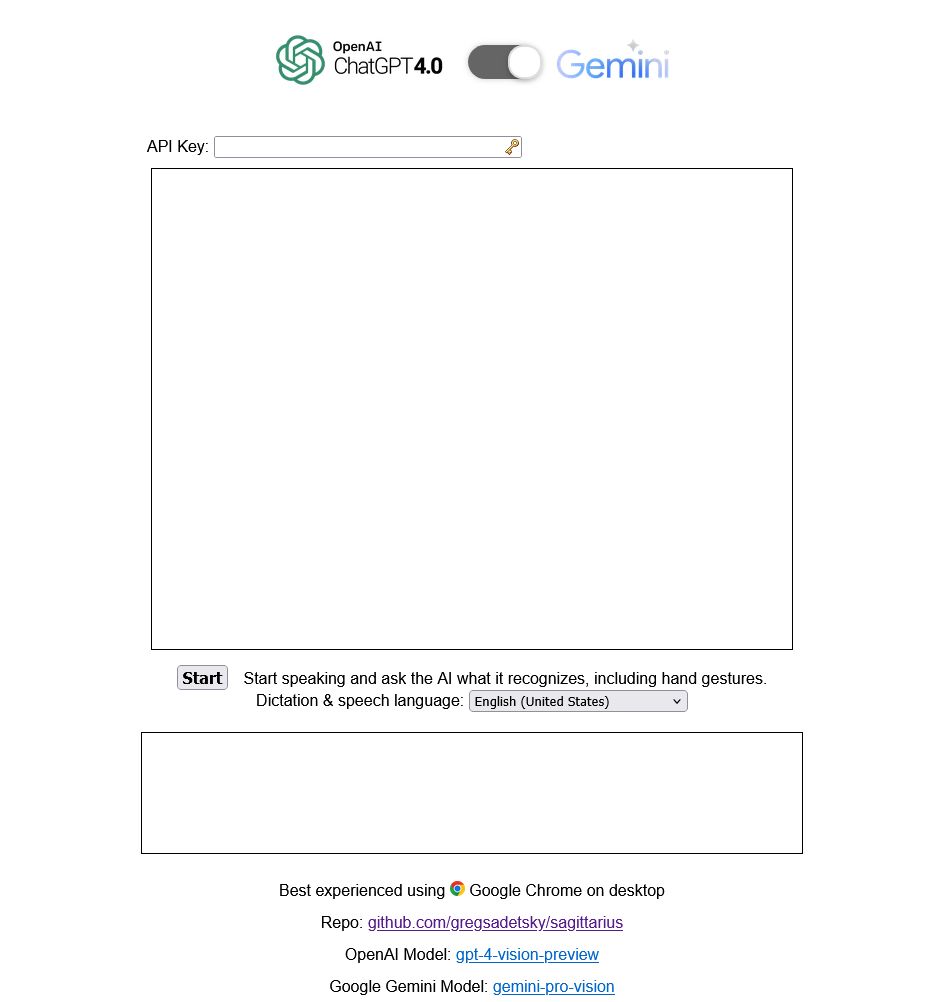 OpenAI
ChatGPT4.0
Gemini
API Key:
Start Start speaking and ask the AI what it recognizes, including hand gestures.
Dictation & speech language: English (United States)
Best experienced using Google Chrome on desktop
Repo: github.com/gregsadetsky/sagittarius
OpenAI Model: gpt-4-vision-preview
Google Gemini Model: gemini-pro-vision